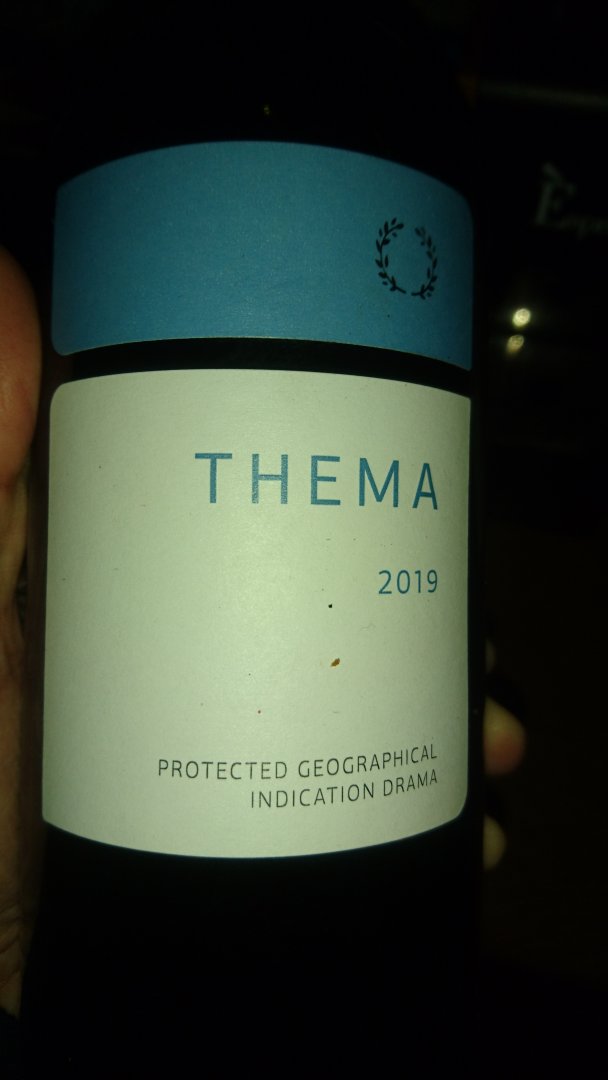 THEMA
2019
PROTECTED GEOGRAPHICAL
INDICATION DRAMA